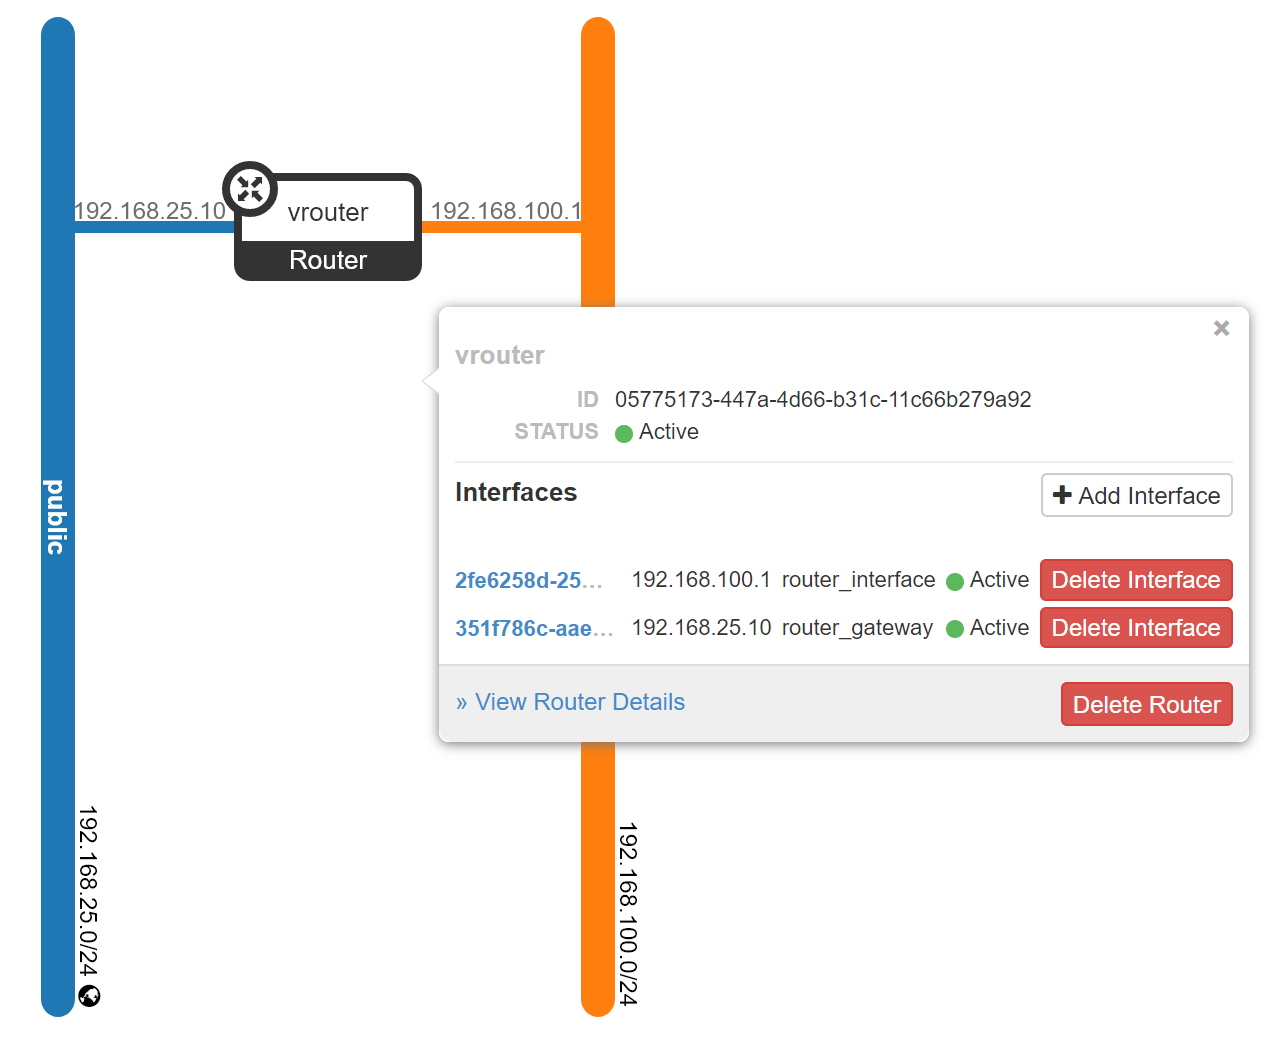 192.168.25.10
vrouter
Router
192.168.100.1
vrouter
ID 05775173-447a-4d66-b31c-11c66b279a92
STATUS Active
Interfaces
Add Interface
2fe6258d-25... 192.168.100.1 router_interface Active Delete Interface
351f786c-aae... 192.168.25.10 router_gateway Active Delete Interface
» View Router Details
Delete Router
public
192.168.25.0/24
192.168.100.0/24